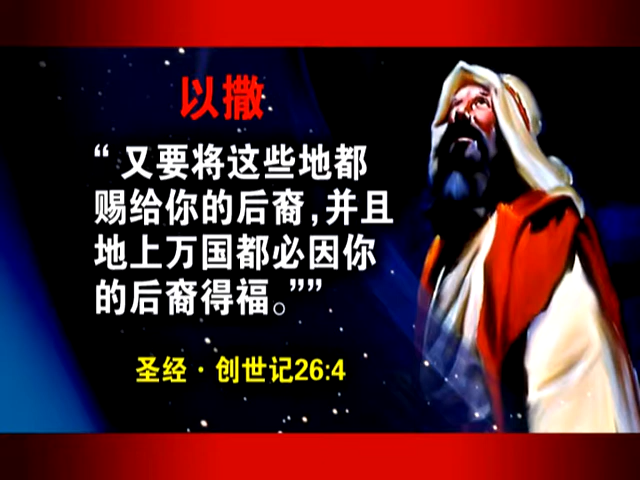 以撒
“又要将这些地都
赐给你的后裔,并且
地上万国都必因你
的后裔得福。””
圣经·创世记26:4